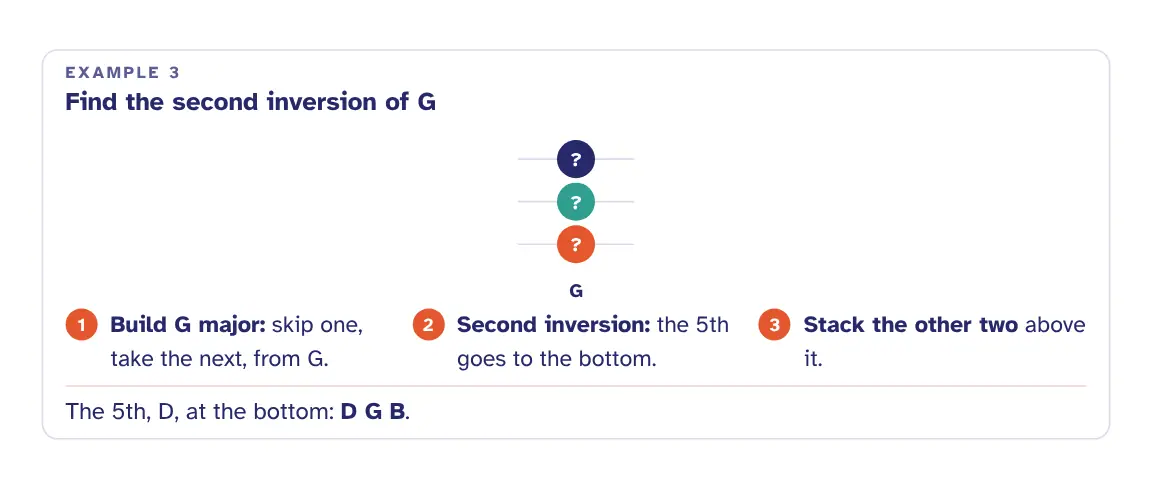 EXAMPLE 3
Find the second inversion of G
?
?
?
G
1 Build G major: skip one,
take the next, from G.
2 Second inversion: the 5th
goes to the bottom.
3 Stack the other two above
it.
The 5th, D, at the bottom: D G B.